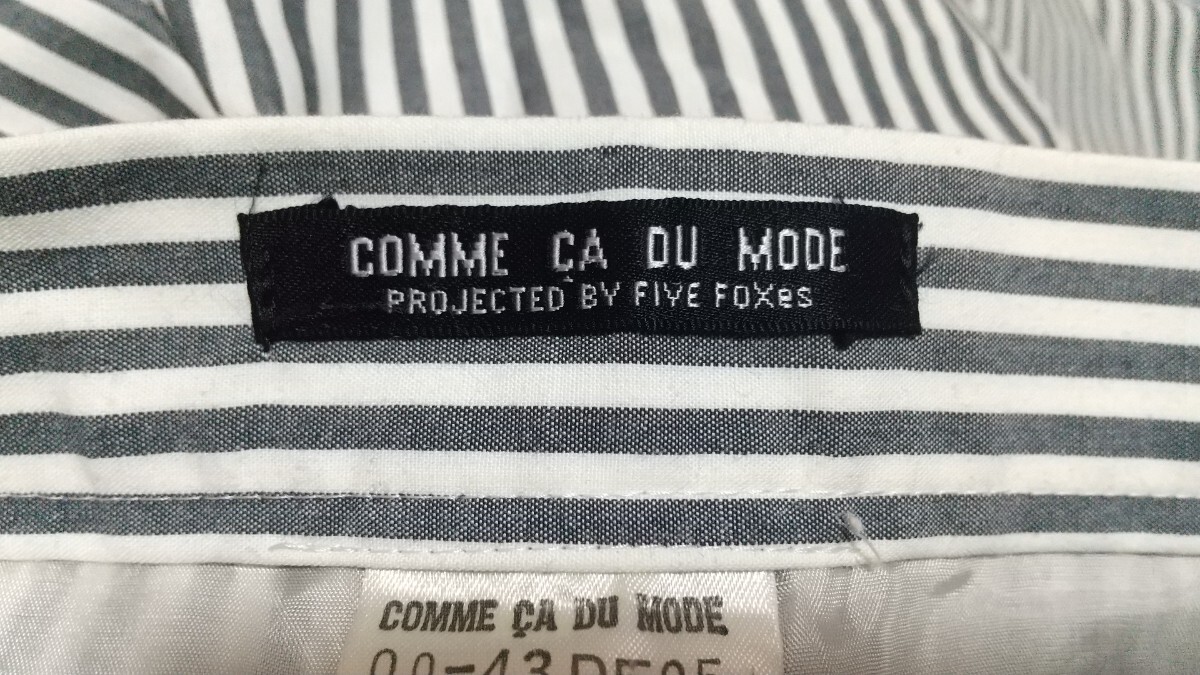 COMME ÇA DU MODE
PROJECTED BY FIVE FOXes
COMME ÇA DU MODE